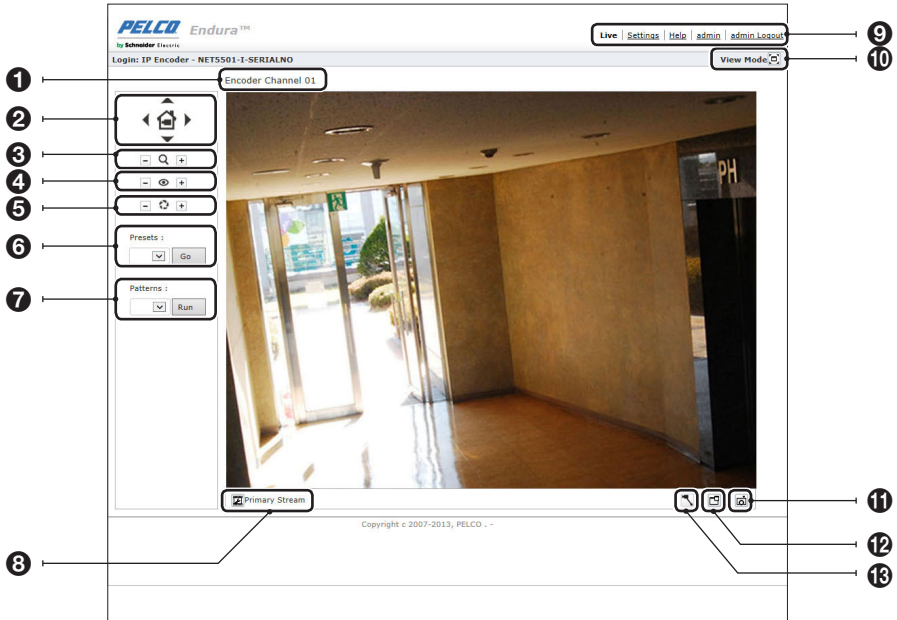 PELCO Endura™
by Schneider Electric
Live Settings Help admin admin Logout
9
Login: IP Encoder - NET5501-I-SERIALNO
View Mode
10
1
Encoder Channel 01
2
3
4
5
6
Presets :
Go
7
Patterns :
Run
PH
8
Primary Stream
11
12
13
Copyright c 2007-2013, PELCO . -